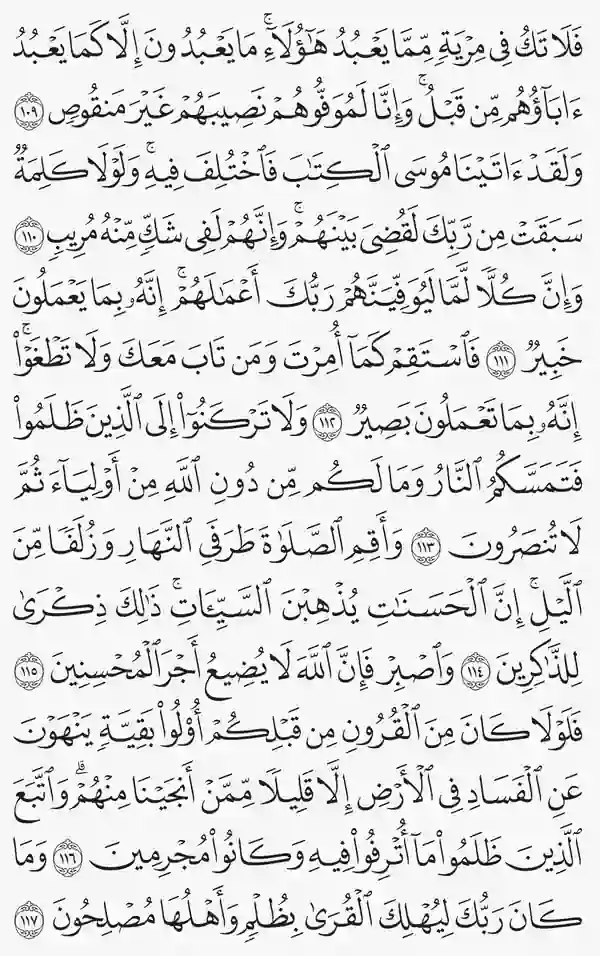 فَلَا تَكُ فِي مِرْيَةٍ مِّمَّا يَعْبُدُ هَٰٓؤُلَآءِۚ مَا يَعْبُدُونَ إِلَّا كَمَا يَعْبُدُ
ءَابَآؤُهُم مِّن قَبْلُۚ وَإِنَّا لَمُوَفُّوهُمْ نَصِيبَهُمْ غَيْرَ مَنقُوصٍ ١٠٩
وَلَقَدْ ءَاتَيْنَا مُوسَى ٱلْكِتَٰبَ فَٱخْتُلِفَ فِيهِۚ وَلَوْلَا كَلِمَةٌ
سَبَقَتْ مِن رَّبِّكَ لَقُضِيَ بَيْنَهُمْۚ وَإِنَّهُمْ لَفِي شَكٍّ مِّنْهُ مُرِيبٍ ١١٠
وَإِنَّ كُلًّا لَّمَّا لَيُوَفِّيَنَّهُمْ رَبُّكَ أَعْمَٰلَهُمْۚ إِنَّهُۥ بِمَا يَعْمَلُونَ
خَبِيرٌ ١١١ فَٱسْتَقِمْ كَمَآ أُمِرْتَ وَمَن تَابَ مَعَكَ وَلَا تَطْغَوْا۟ۚ
إِنَّهُۥ بِمَا تَعْمَلُونَ بَصِيرٌ ١١٢ وَلَا تَرْكَنُوٓا۟ إِلَى ٱلَّذِينَ ظَلَمُوا۟
فَتَمَسَّكُمُ ٱلنَّارُ وَمَا لَكُم مِّن دُونِ ٱللَّهِ مِنْ أَوْلِيَآءَ ثُمَّ
لَا تُنصَرُونَ ١١٣ وَأَقِمِ ٱلصَّلَوٰةَ طَرَفَيِ ٱلنَّهَارِ وَزُلَفًا مِّنَ
ٱلَّيْلِۚ إِنَّ ٱلْحَسَنَٰتِ يُذْهِبْنَ ٱلسَّيِّـَٔاتِۚ ذَٰلِكَ ذِكْرَىٰ
لِلذَّٰكِرِينَ ١١٤ وَٱصْبِرْ فَإِنَّ ٱللَّهَ لَا يُضِيعُ أَجْرَ ٱلْمُحْسِنِينَ ١١٥
فَلَوْلَا كَانَ مِنَ ٱلْقُرُونِ مِن قَبْلِكُمْ أُو۟لُوا۟ بَقِيَّةٍ يَنْهَوْنَ
عَنِ ٱلْفَسَادِ فِي ٱلْأَرْضِ إِلَّا قَلِيلًا مِّمَّنْ أَنجَيْنَا مِنْهُمْۗ وَٱتَّبَعَ
ٱلَّذِينَ ظَلَمُوا۟ مَآ أُتْرِفُوا۟ فِيهِ وَكَانُوا۟ مُجْرِمِينَ ١١٦ وَمَا
كَانَ رَبُّكَ لِيُهْلِكَ ٱلْقُرَىٰ بِظُلْمٍ وَأَهْلُهَا مُصْلِحُونَ ١١٧